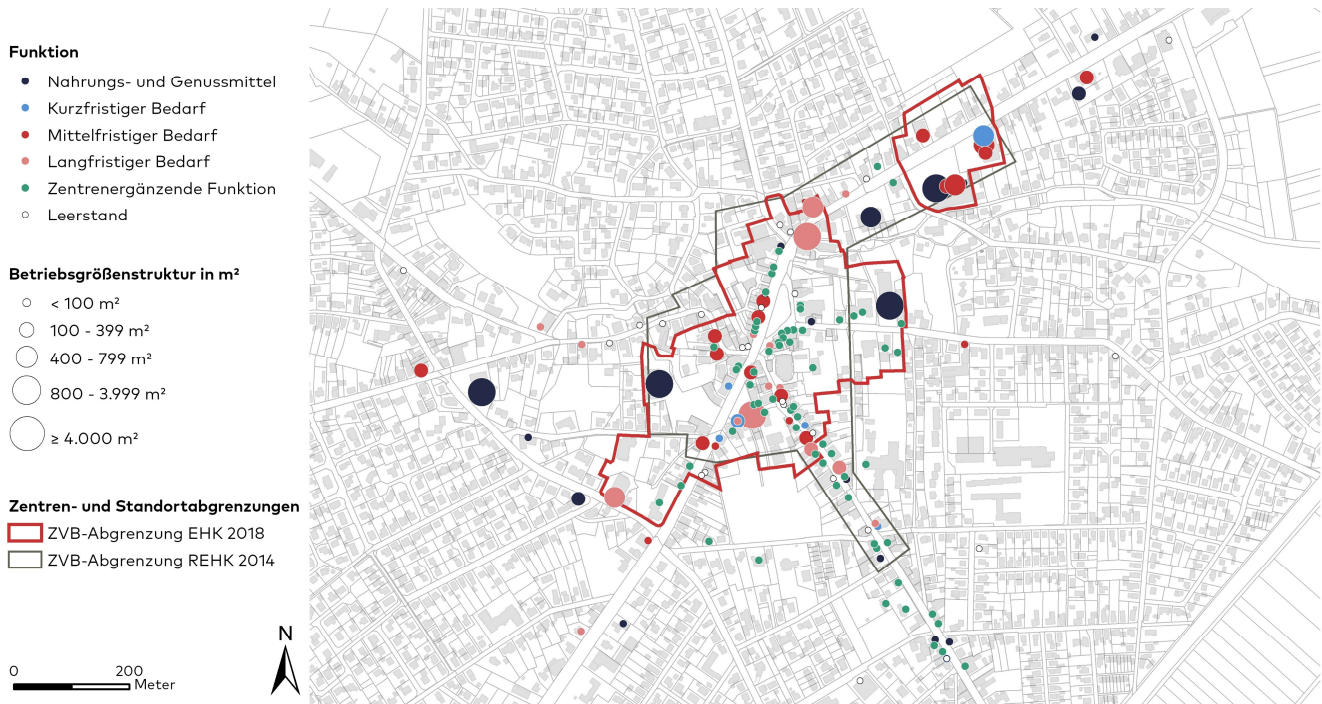 Funktion
Nahrungs- und Genussmittel
Kurzfristiger Bedarf
Mittelfristiger Bedarf
Langfristiger Bedarf
Zentrenergänzende Funktion
Leerstand
Betriebsgrößenstruktur in m²
< 100 m²
100 - 399 m²
400 - 799 m²
800 - 3.999 m²
≥ 4.000 m²
Zentren- und Standortabgrenzungen
ZVB-Abgrenzung EHK 2018
ZVB-Abgrenzung REHK 2014
N
0 200
Meter